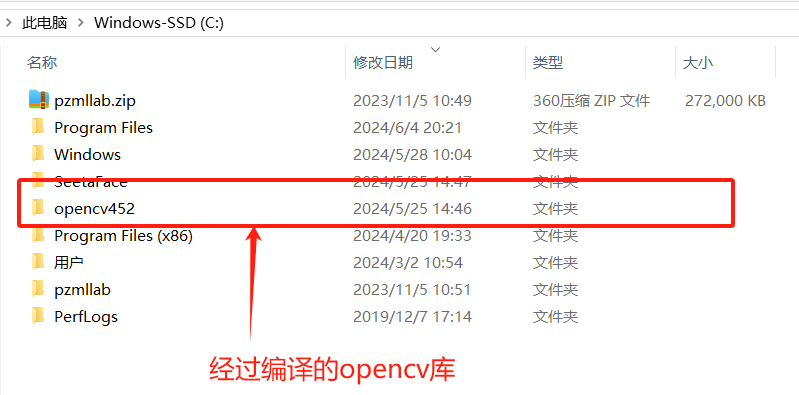 此电脑 > Windows-SSD (C:)
名称 修改日期 类型 大小
pzmllab.zip 2023/11/5 10:49 360压缩 ZIP 文件 272,000 KB
Program Files 2024/6/4 20:21 文件夹
Windows 2024/5/28 10:04 文件夹
SeetaFace 2024/5/25 14:47 文件夹
opencv452 2024/5/25 14:46 文件夹
Program Files (x86) 2024/4/20 19:33 文件夹
用户 2024/3/2 10:54 文件夹
pzmllab 2023/11/5 10:51 文件夹
PerfLogs 2019/12/7 17:14 文件夹
经过编译的opencv库